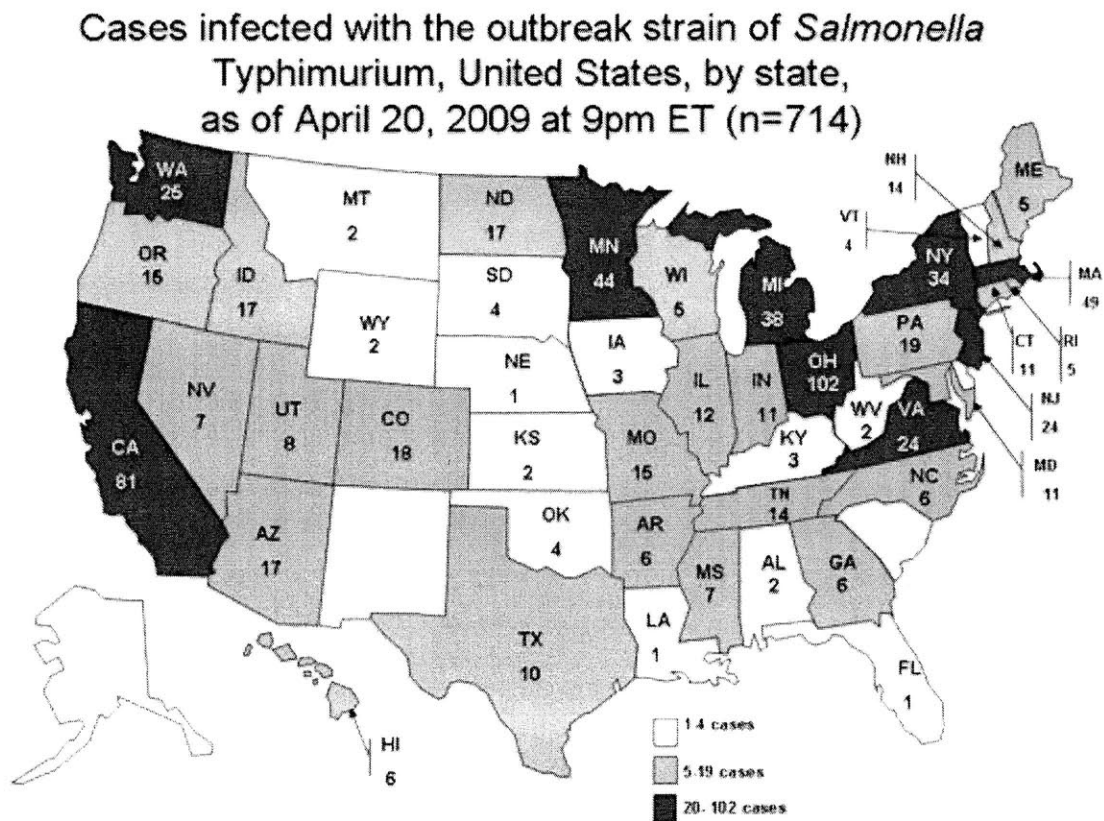 Cases infected with the outbreak strain of Salmonella
Typhimurium, United States, by state,
as of April 20, 2009 at 9pm ET (n=714)
WA
25
OR
15
ID
17
MT
2
ND
17
SD
4
MN
44
WI
5
MI
38
NY
34
VT
4
NH
14
ME
5
MA
49
RI
5
CT
11
NJ
24
MD
11
PA
19
OH
102
WV
2
VA
24
NC
6
KY
3
TN
14
IN
11
IL
12
IA
3
MO
15
NE
1
KS
2
WY
2
CO
18
UT
8
NV
7
CA
81
AZ
17
OK
4
AR
6
MS
7
AL
2
GA
6
LA
1
TX
10
FL
1
HI
6
1-4 cases
5-19 cases
20-102 cases